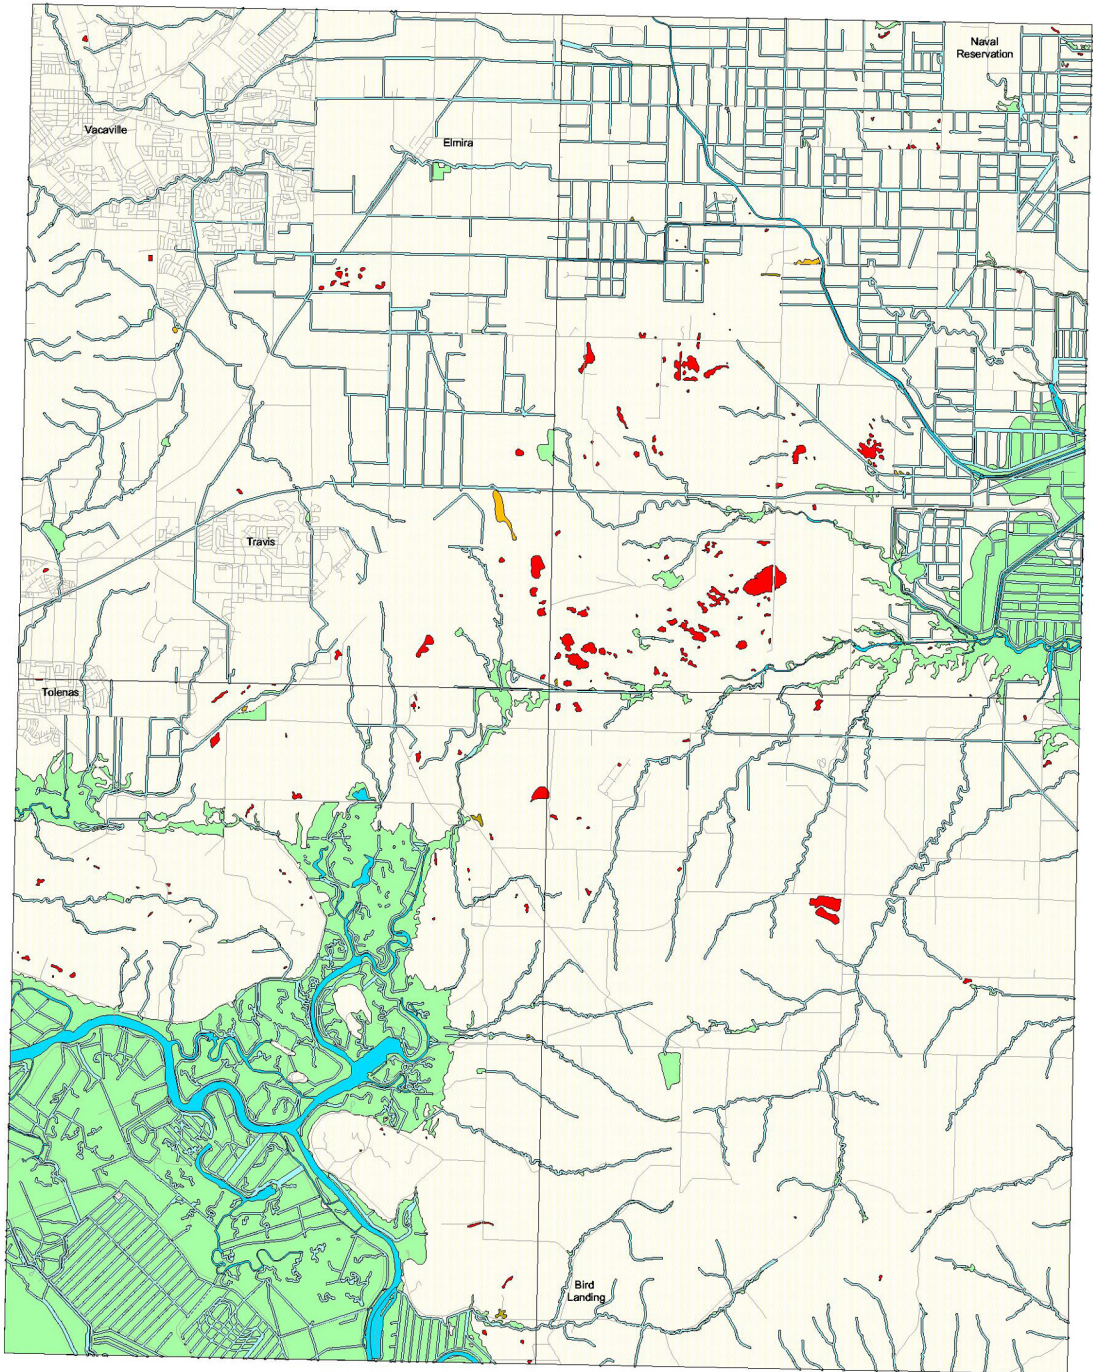 Naval
Reservation
Vacaville
Elmira
Travis
Tolenas
Bird
Landing